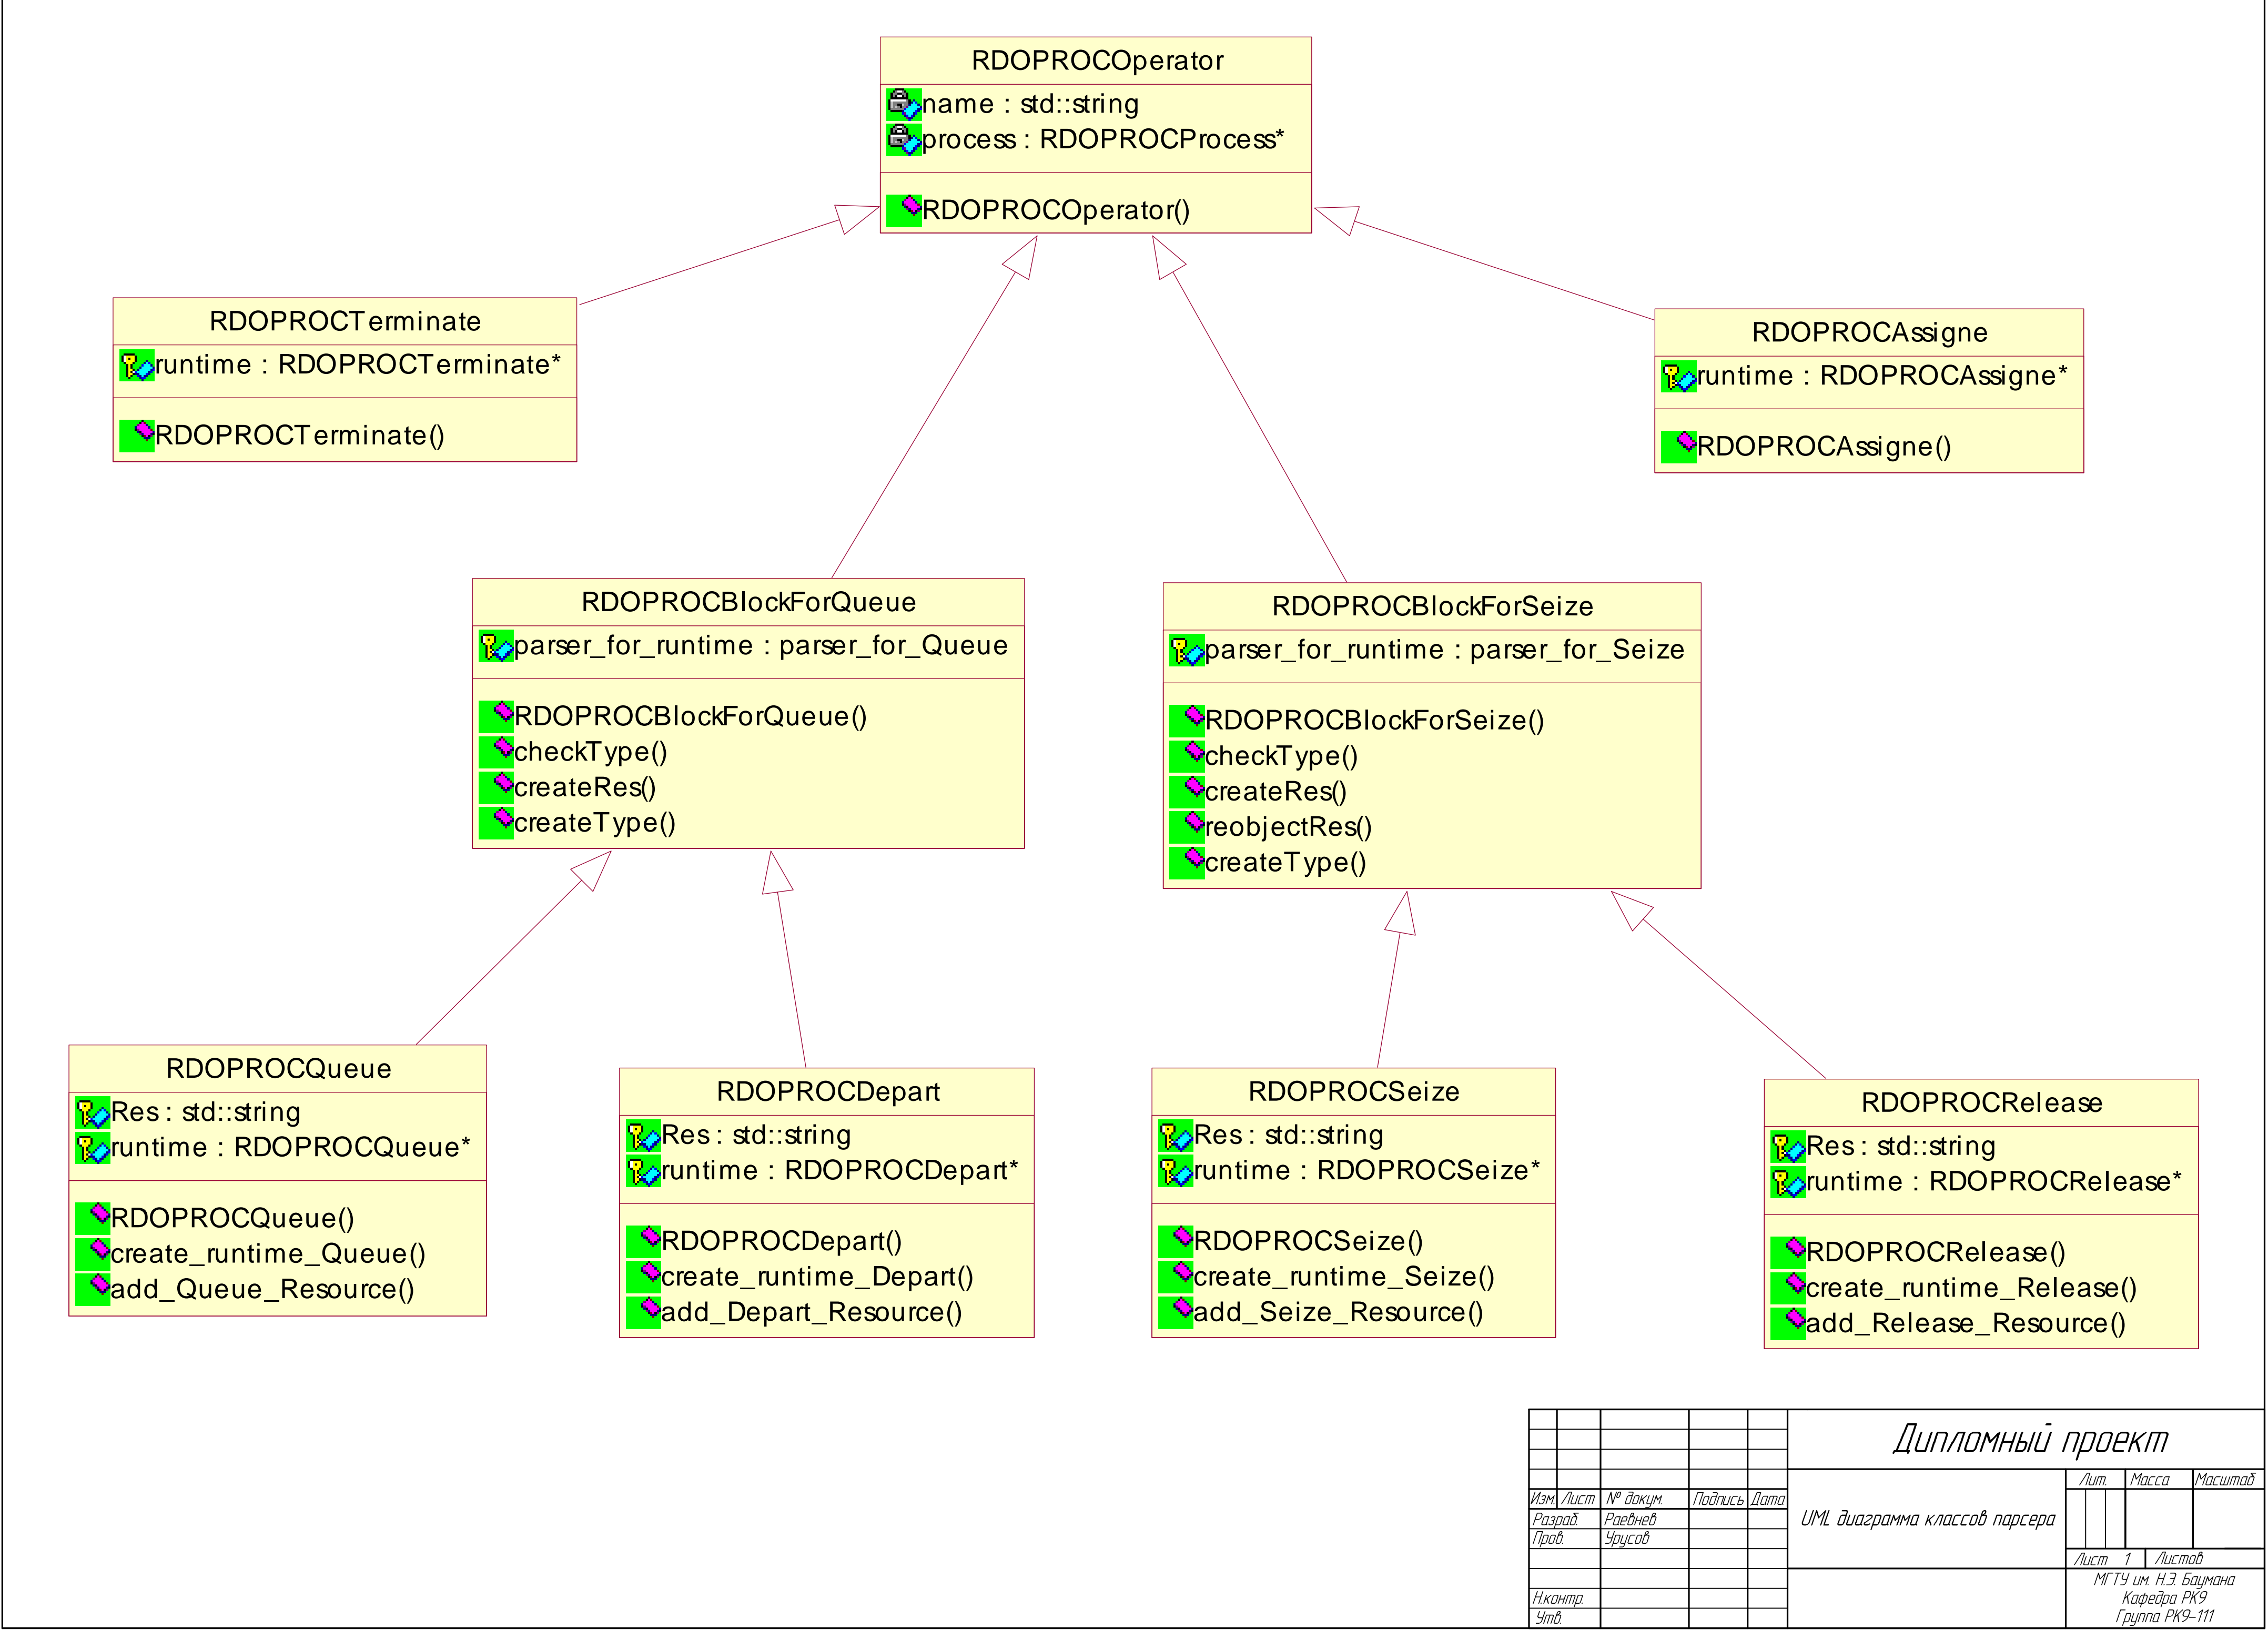 RDOPROCOperator
name : std::string
process : RDOPROCProcess*
RDOPROCOperator()
RDOPROCTerminate
runtime : RDOPROCTerminate*
RDOPROCTerminate()
RDOPROCAssigne
runtime : RDOPROCAssigne*
RDOPROCAssigne()
RDOPROCBlockForQueue
parser_for_runtime : parser_for_Queue
RDOPROCBlockForQueue()
checkType()
createRes()
createType()
RDOPROCBlockForSeize
parser_for_runtime : parser_for_Seize
RDOPROCBlockForSeize()
checkType()
createRes()
reobjectRes()
createType()
RDOPROCQueue
Res : std::string
runtime : RDOPROCQueue*
RDOPROCQueue()
create_runtime_Queue()
add_Queue_Resource()
RDOPROCDepart
Res : std::string
runtime : RDOPROCDepart*
RDOPROCDepart()
create_runtime_Depart()
add_Depart_Resource()
RDOPROCSeize
Res : std::string
runtime : RDOPROCSeize*
RDOPROCSeize()
create_runtime_Seize()
add_Seize_Resource()
RDOPROCRelease
Res : std::string
runtime : RDOPROCRelease*
RDOPROCRelease()
create_runtime_Release()
add_Release_Resource()
Дипломный проект
Изм. Лист № докум. Подпись Дата
Разраб. Раевнев
Пров. Урусов
Н.контр.
Утв.
UML диаграмма классов парсера
Лит. Масса Масштаб
Лист 1 Листов
МГТУ им. Н.Э. Баумана
Кафедра РК9
Группа РК9-111